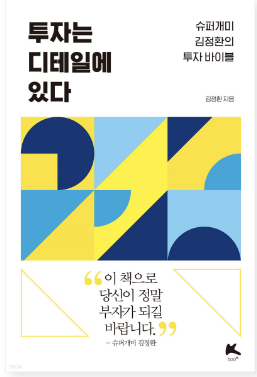 투자는
디테일에
있다
슈퍼개미
김정환의
투자 바이블
김정환 지음
“이 책으로
당신이 정말
부자가 되길
바랍니다.”
– 슈퍼개미 김정환